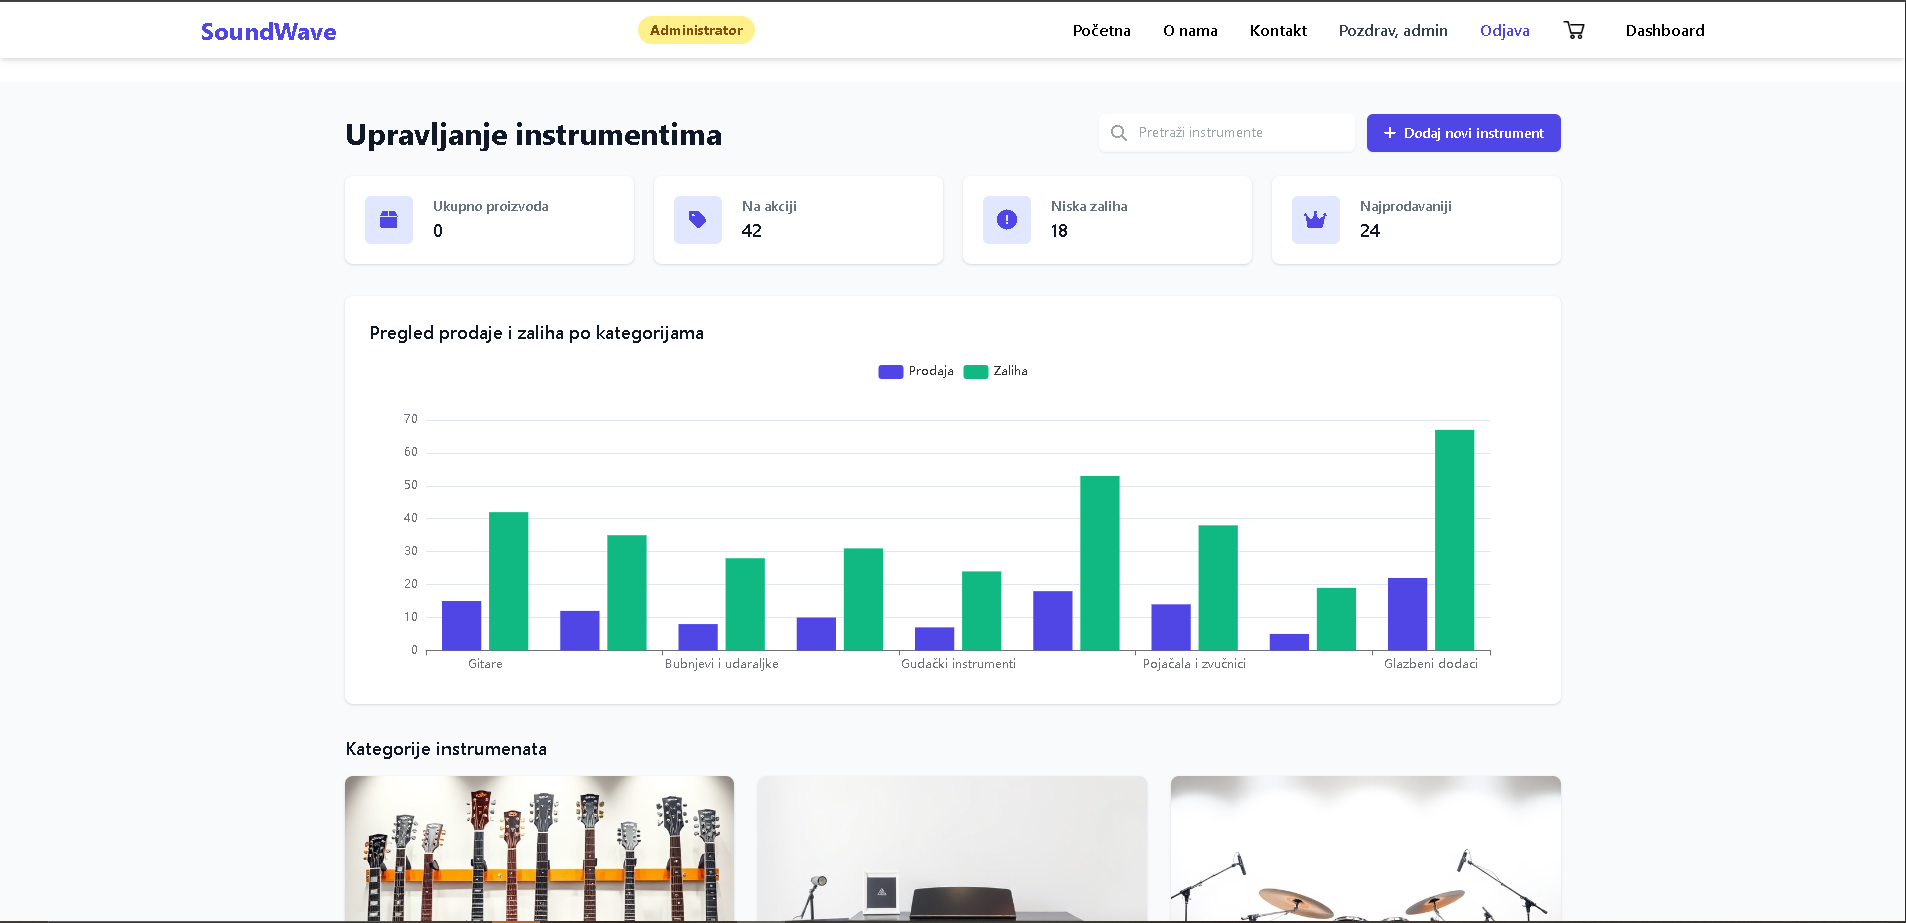 SoundWave
Administrator
Početna
O nama
Kontakt
Pozdrav, admin
Odjava
Dashboard
Upravljanje instrumentima
Pretraži instrumente
+ Dodaj novi instrument
Ukupno proizvoda
0
Na akciji
42
Niska zaliha
18
Najprodavaniji
24
Pregled prodaje i zaliha po kategorijama
Prodaja
Zaliha
70
60
50
40
30
20
10
0
Gitare
Bubnjevi i udaraljke
Gudački instrumenti
Pojačala i zvučnici
Glazbeni dodaci
Kategorije instrumenata